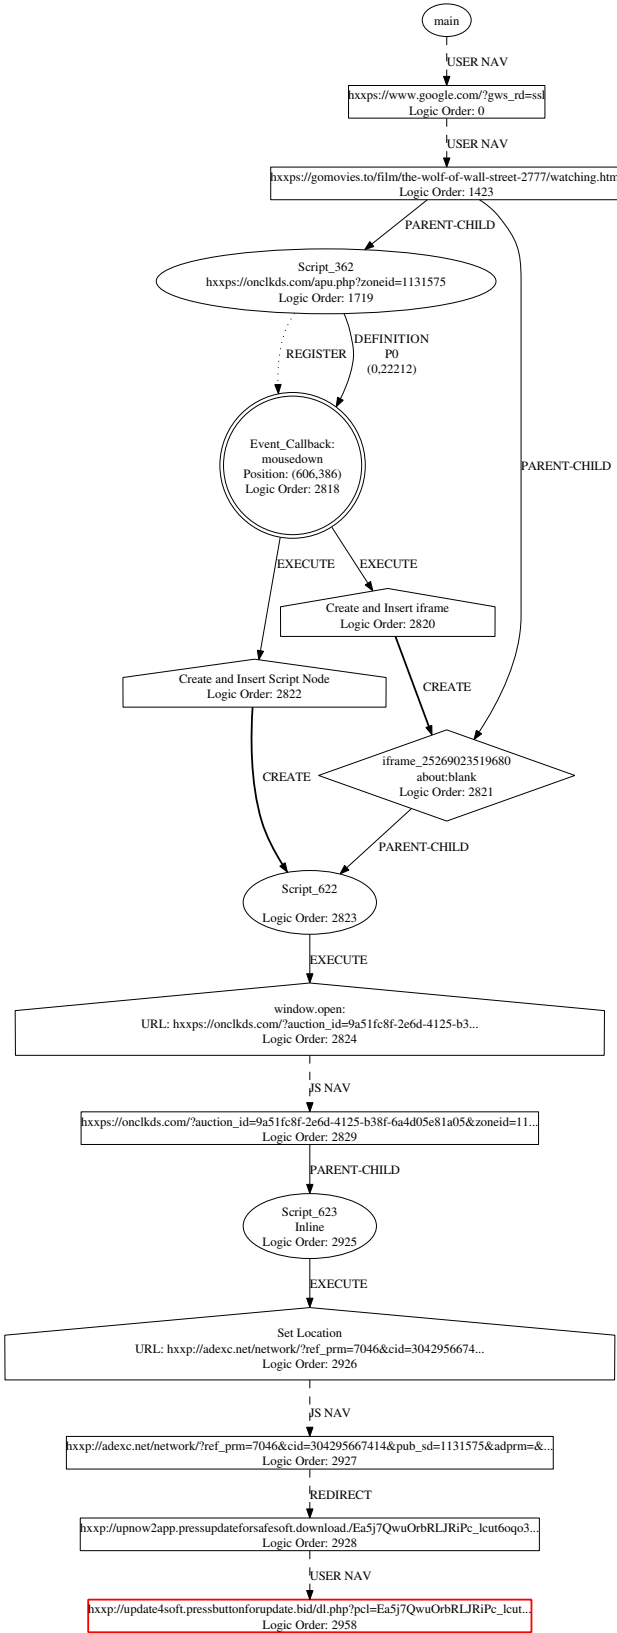 main
USER NAV
hxxps://www.google.com/?gws_rd=ssl
Logic Order: 0
USER NAV
hxxps://gomovies.to/film/the-wolf-of-wall-street-2777/watching.htm
Logic Order: 1423
PARENT-CHILD
Script_362
hxxps://onclkds.com/apu.php?zoneid=1131575
Logic Order: 1719
REGISTER
DEFINITION
P0
(0,22212)
Event_Callback:
mousedown
Position: (606,386)
Logic Order: 2818
PARENT-CHILD
EXECUTE
EXECUTE
Create and Insert iframe
Logic Order: 2820
Create and Insert Script Node
Logic Order: 2822
CREATE
CREATE
iframe_25269023519680
about:blank
Logic Order: 2821
PARENT-CHILD
Script_622
Logic Order: 2823
EXECUTE
window.open:
URL: hxxps://onclkds.com/?auction_id=9a51fc8f-2e6d-4125-b3...
Logic Order: 2824
JS NAV
hxxps://onclkds.com/?auction_id=9a51fc8f-2e6d-4125-b38f-6a4d05e81a05&zoneid=11...
Logic Order: 2829
PARENT-CHILD
Script_623
Inline
Logic Order: 2925
EXECUTE
Set Location
URL: hxxp://adexc.net/network/?ref_prm=7046&cid=3042956674...
Logic Order: 2926
JS NAV
hxxp://adexc.net/network/?ref_prm=7046&cid=304295667414&pub_sd=1131575&adprm=&...
Logic Order: 2927
REDIRECT
hxxp://upnow2app.pressupdateforsafesoft.download./Ea5j7QwuOrbRLJRiPc_lcut6oqo3...
Logic Order: 2928
USER NAV
hxxp://update4soft.pressbuttonforupdate.bid/dl.php?pcl=Ea5j7QwuOrbRLJRiPc_lcut...
Logic Order: 2958